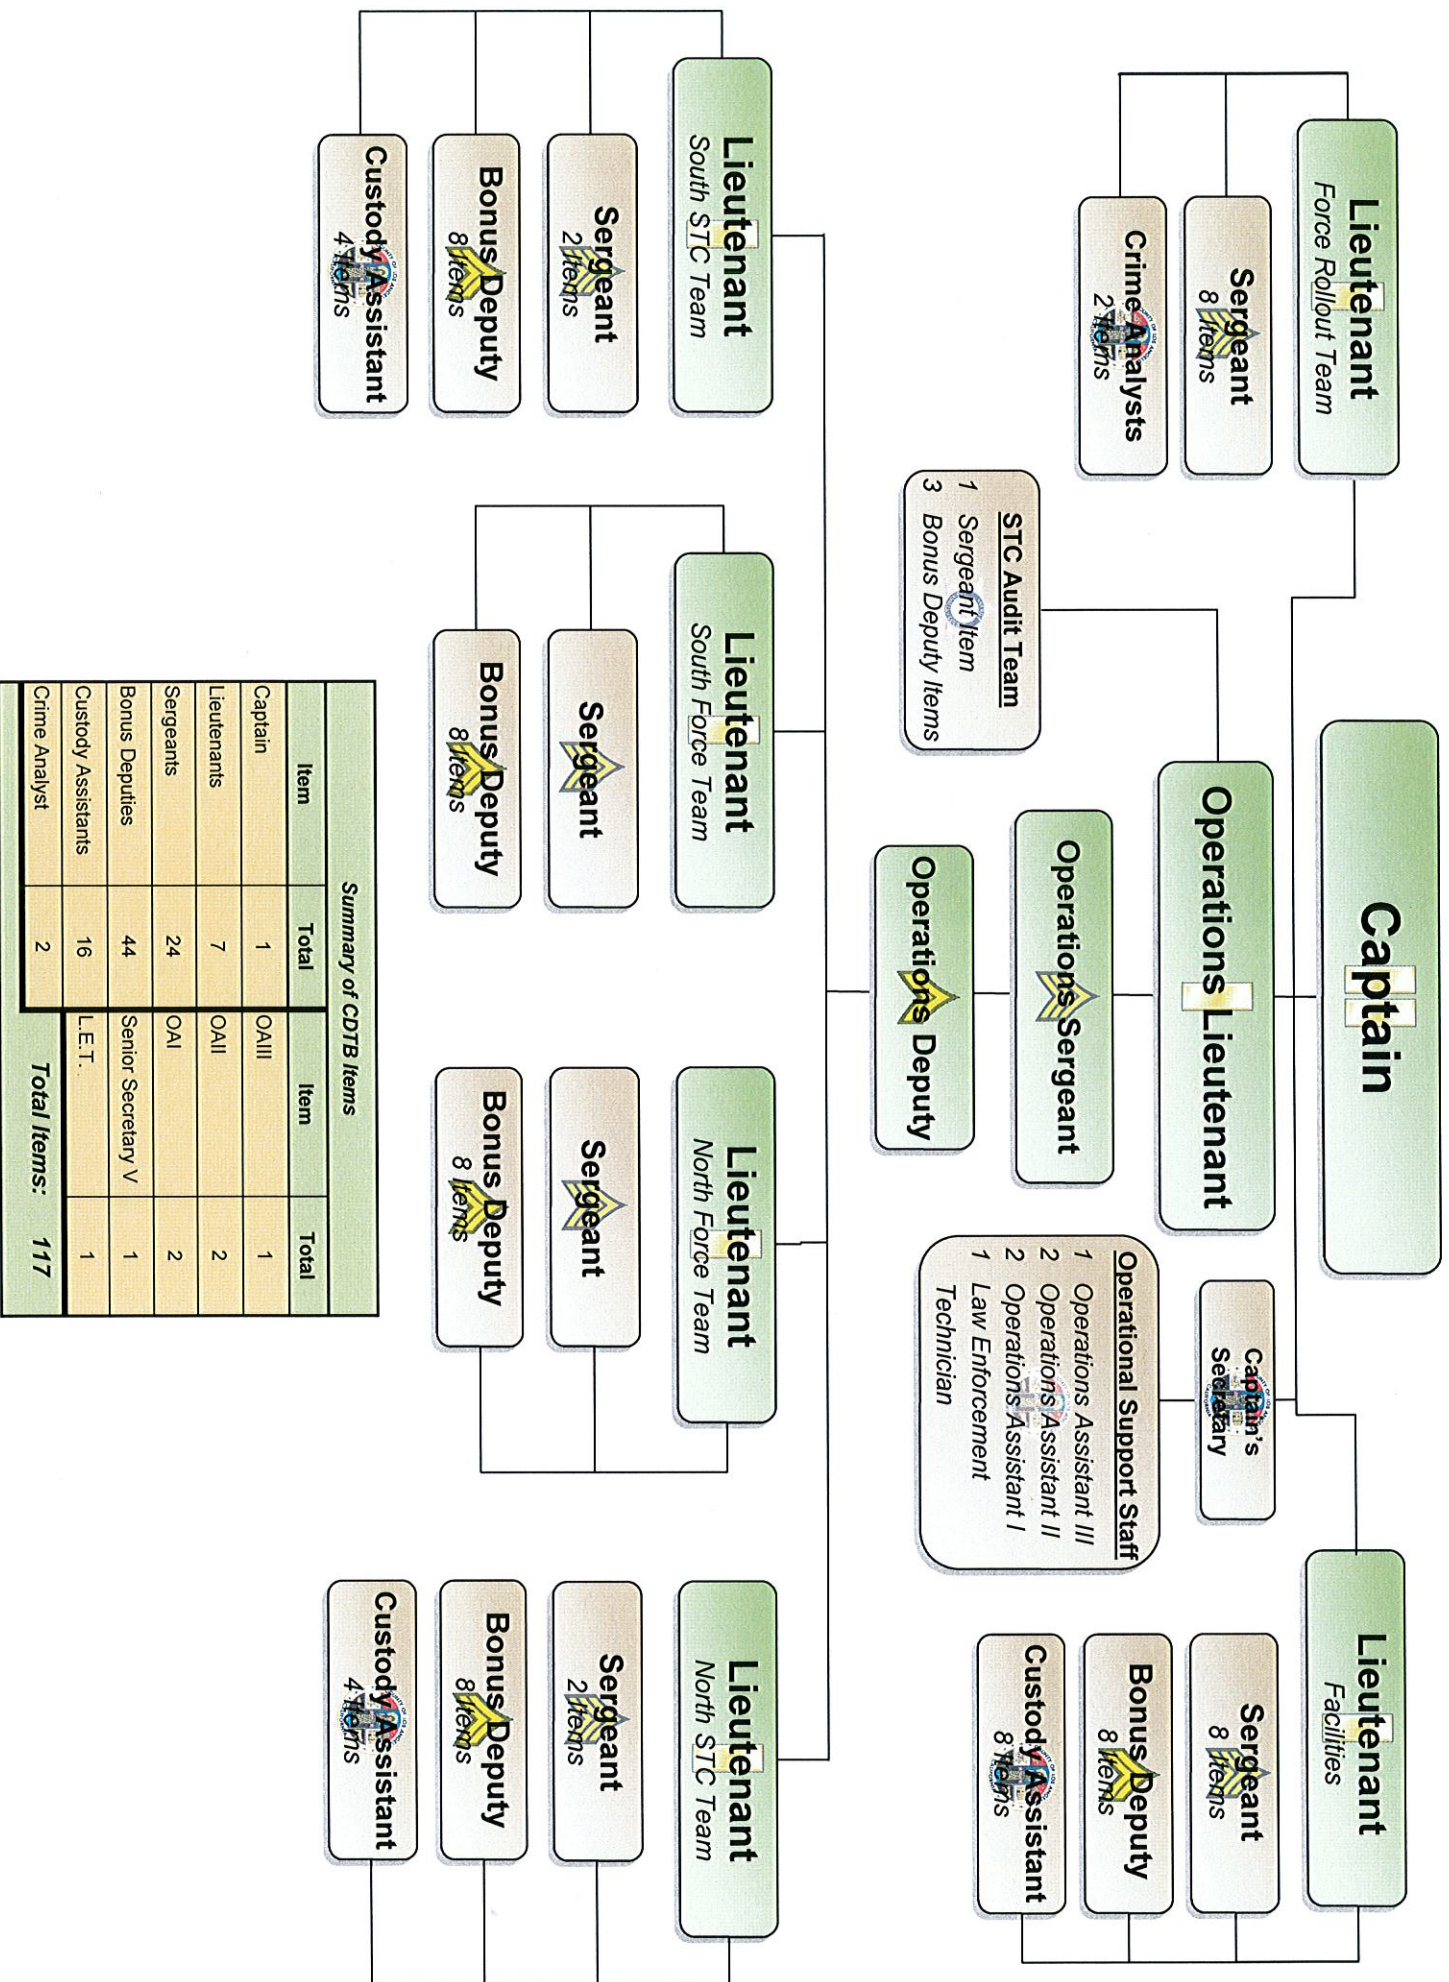 Captain
Lieutenant
Force Rollout Team
Sergeant
8 Items
Crime Analysts
2 Items
Operations Lieutenant
Captain's
Secretary
Lieutenant
Facilities
Sergeant
8 Items
Bonus Deputy
8 Items
Custody Assistant
8 Items
STC Audit Team
1 Sergeant Item
3 Bonus Deputy Items
Operations Sergeant
Operations Deputy
Operational Support Staff
1 Operations Assistant III
2 Operations Assistant II
2 Operations Assistant I
1 Law Enforcement
Technician
Lieutenant
South STC Team
Sergeant
2 Items
Bonus Deputy
8 Items
Custody Assistant
4 Items
Lieutenant
South Force Team
Sergeant
Bonus Deputy
8 Items
Lieutenant
North Force Team
Sergeant
Bonus Deputy
8 Items
Lieutenant
North STC Team
Sergeant
2 Items
Bonus Deputy
8 Items
Custody Assistant
4 Items
Summary of CDTB Items
Item Total Item Total
Captain 1 OAIII 1
Lieutenants 7 OAII 2
Sergeants 24 OAI 2
Bonus Deputies 44 Senior Secretary V 1
Custody Assistants 16 L.E.T. 1
Crime Analyst 2
Total Items: 117